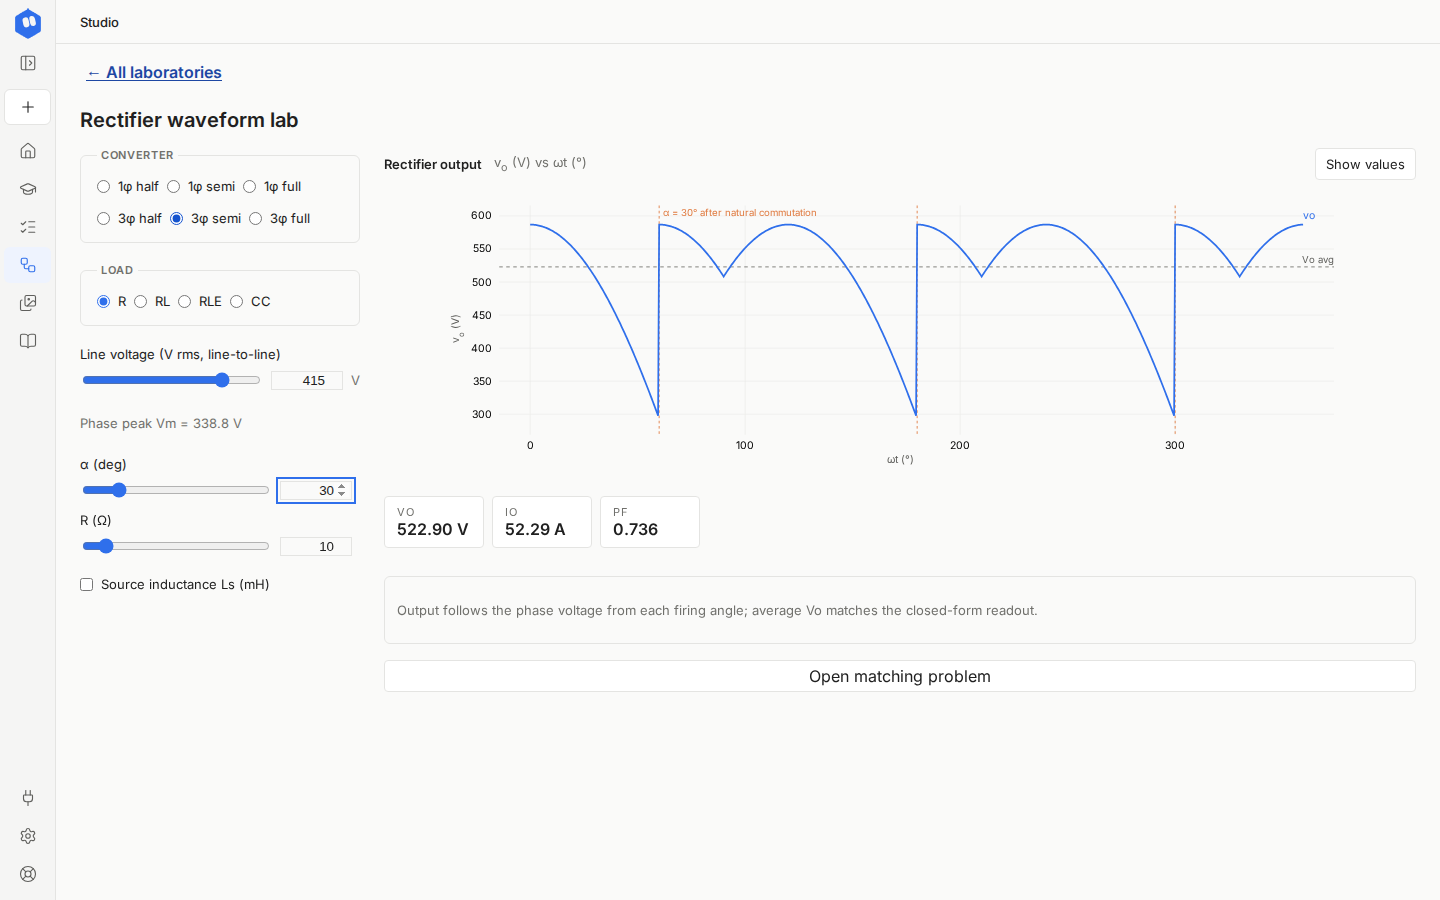 Studio
← All laboratories
Rectifier waveform lab
CONVERTER
1φ half 1φ semi 1φ full
3φ half 3φ semi 3φ full
LOAD
R RL RLE CC
Line voltage (V rms, line-to-line)
415 V
Phase peak Vm = 338.8 V
α (deg)
30
R (Ω)
10
Source inductance Ls (mH)
Rectifier output vo (V) vs ωt (°)
Show values
α = 30° after natural commutation
vo
Vo avg
600
550
500
450
400
350
300
vo (V)
0 100 200 300
ωt (°)
VO
522.90 V
IO
52.29 A
PF
0.736
Output follows the phase voltage from each firing angle; average Vo matches the closed-form readout.
Open matching problem